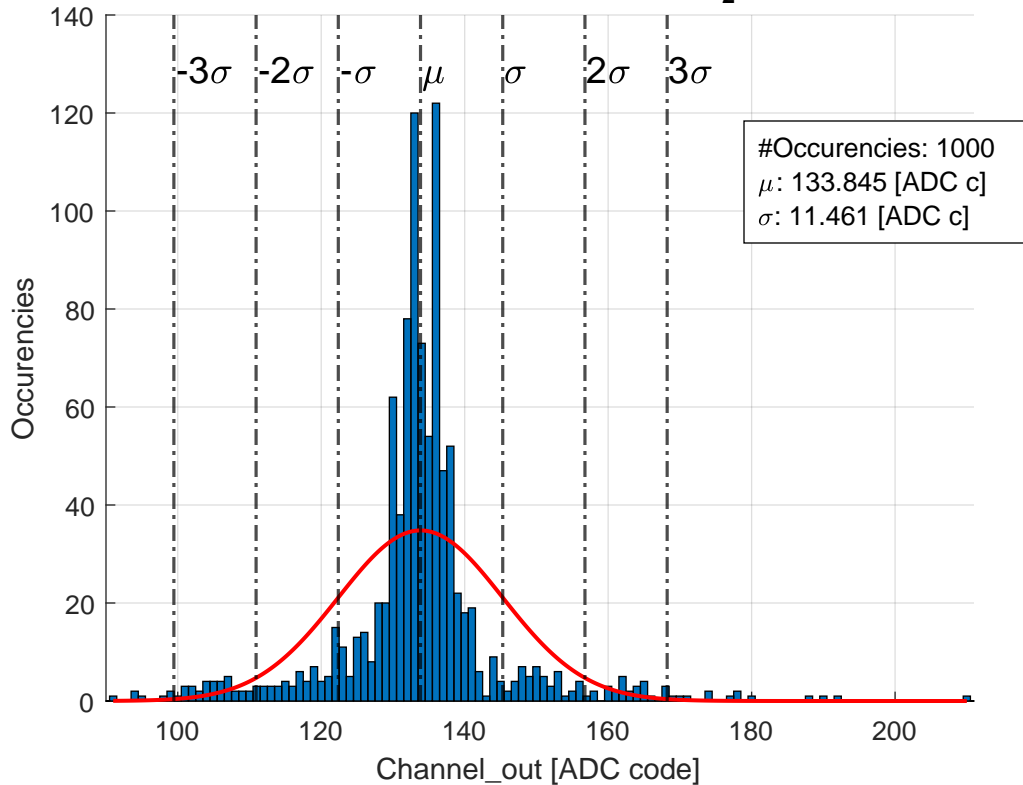 2
140
120
100
80
60
40
20
0
-3σ -2σ -σ μ σ 2σ 3σ
#Occurencies: 1000
μ: 133.845 [ADC c]
σ: 11.461 [ADC c]
Occurencies
100 120 140 160 180 200
Channel_out [ADC code]